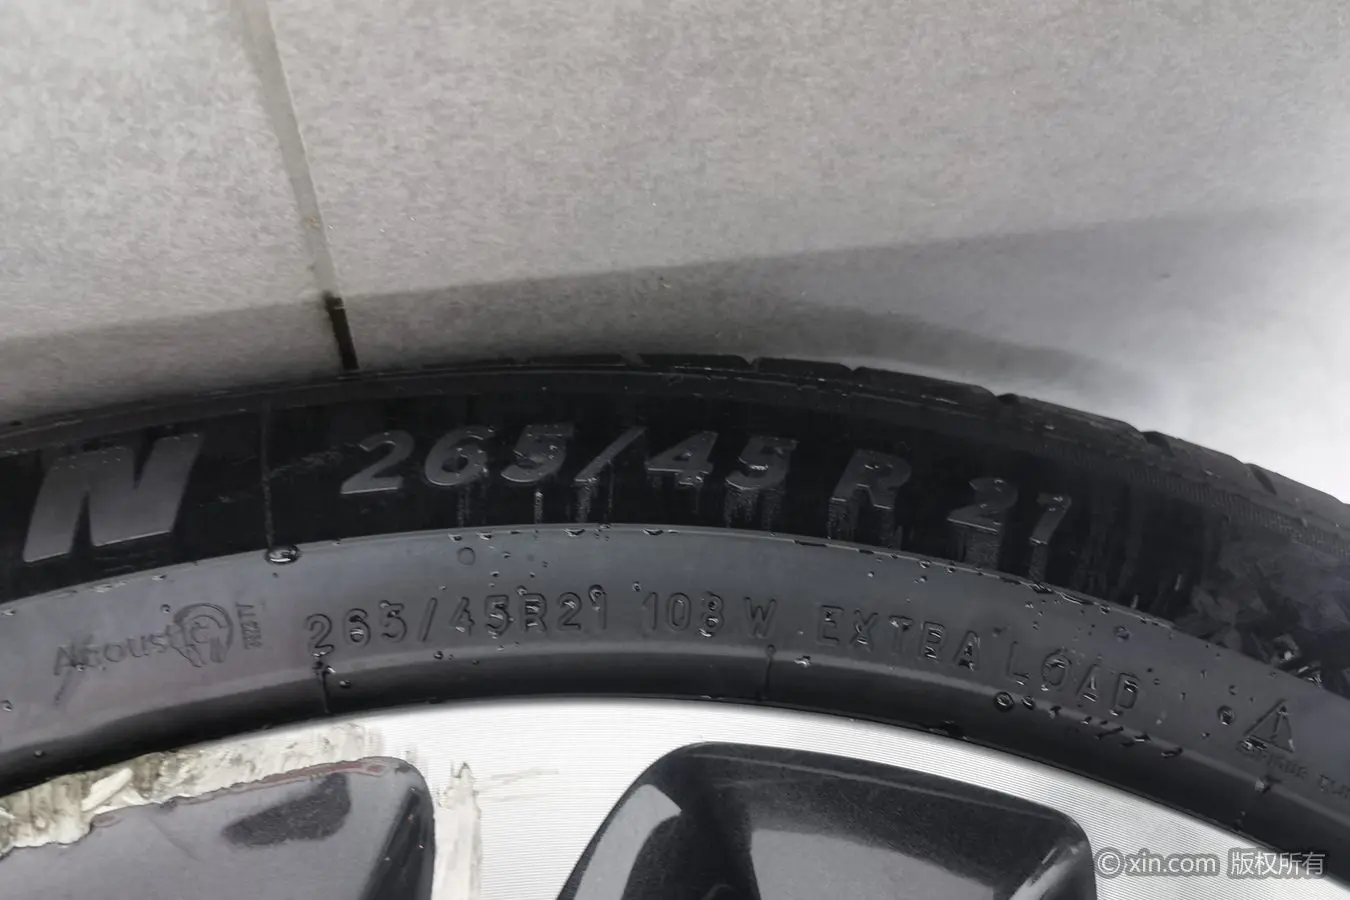 N 265/45 R 21
Acoustic 265/45R21 108 W EXTRA LOAD
©xin.com 版权所有